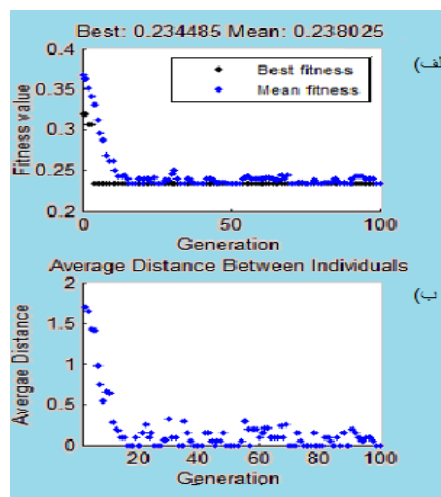 Best: 0.234485 Mean: 0.238025
الف)
0.4
0.35
0.3
0.25
0.2
Fitness value
Best fitness
Mean fitness
0
50
100
Generation
Average Distance Between Individuals
ب)
2
1.5
1
0.5
0
Avergae Distance
20
40
60
80
100
Generation